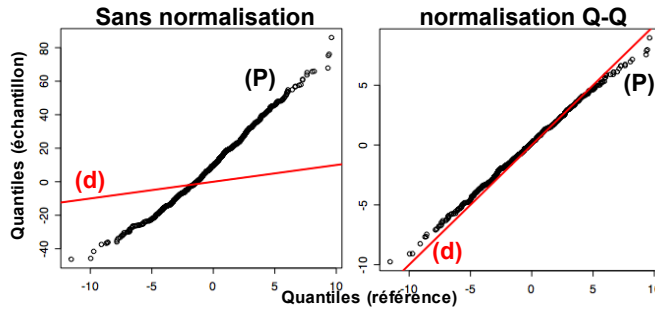 Sans normalisation
normalisation Q-Q
Quantiles (échantillon)
80
60
40
20
0
-20
-40
(P)
(d)
-10
-5
0
5
10
5
0
-5
-10
(P)
(d)
-10
-5
0
5
10
Quantiles (référence)